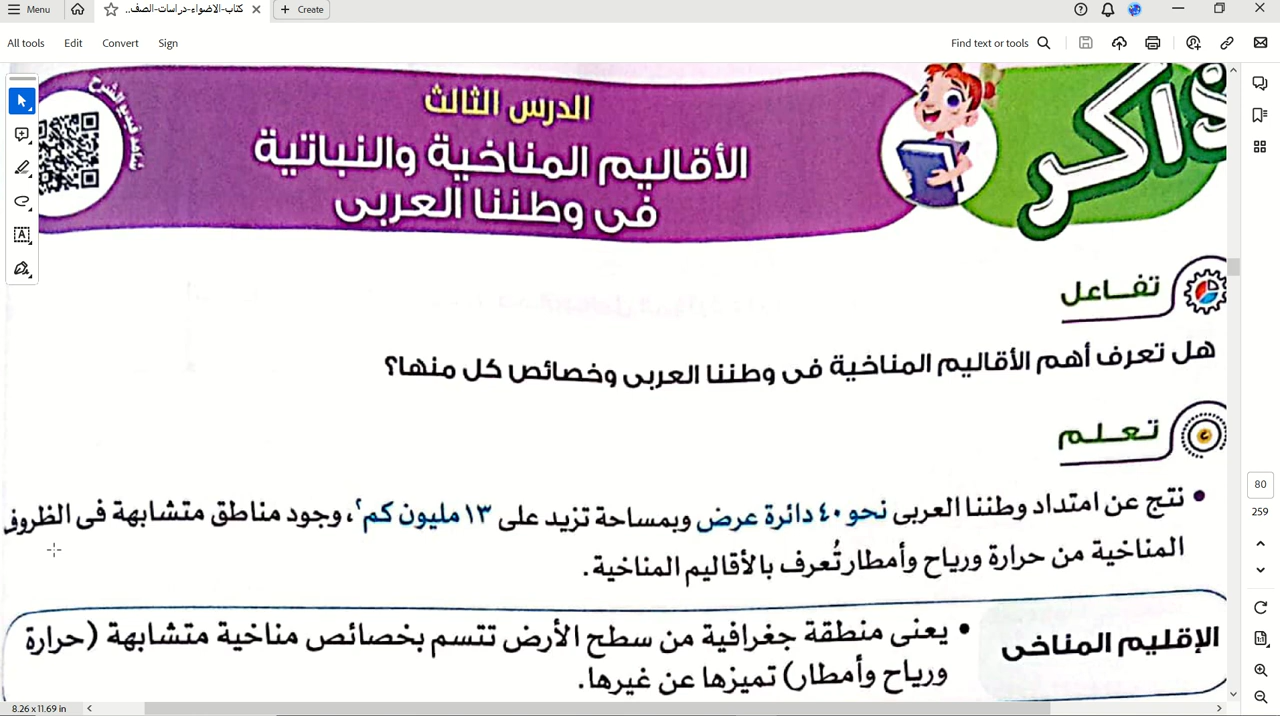 Menu
كتاب-الاضواء-دراسات-الصف..
Create
All tools
Edit
Convert
Sign
Find text or tools
ذاكر
شاهد فيديو الشرح
الدرس الثالث
الأقاليم المناخية والنباتية
فى وطننا العربى
تفاعل
هل تعرف أهم الأقاليم المناخية فى وطننا العربى وخصائص كل منها؟
تعلم
• نتج عن امتداد وطننا العربى نحو ٤٠ دائرة عرض وبمساحة تزيد على ١٣ مليون كم٢، وجود مناطق متشابهة فى الظروف
المناخية من حرارة ورياح وأمطار تُعرف بالأقاليم المناخية.
الإقليم المناخى
• يعنى منطقة جغرافية من سطح الأرض تتسم بخصائص مناخية متشابهة (حرارة
ورياح وأمطار) تميزها عن غيرها.
80
259
8.26 x 11.69 in